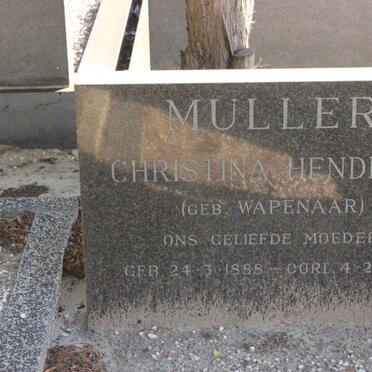 MULLER
CHRISTINA HEND
(GEB. WAPENAAR)
ONS GELIEFDE MOEDER
GEB. 24·3·1888 – OORL. 4·2